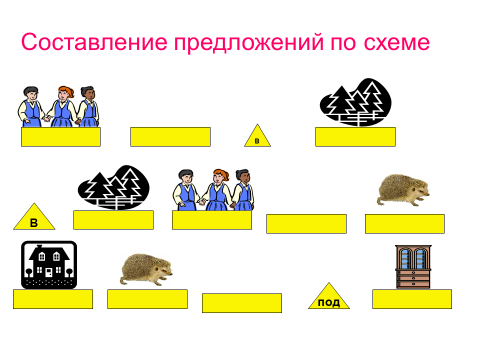 Составление предложений по схеме
в
В
под